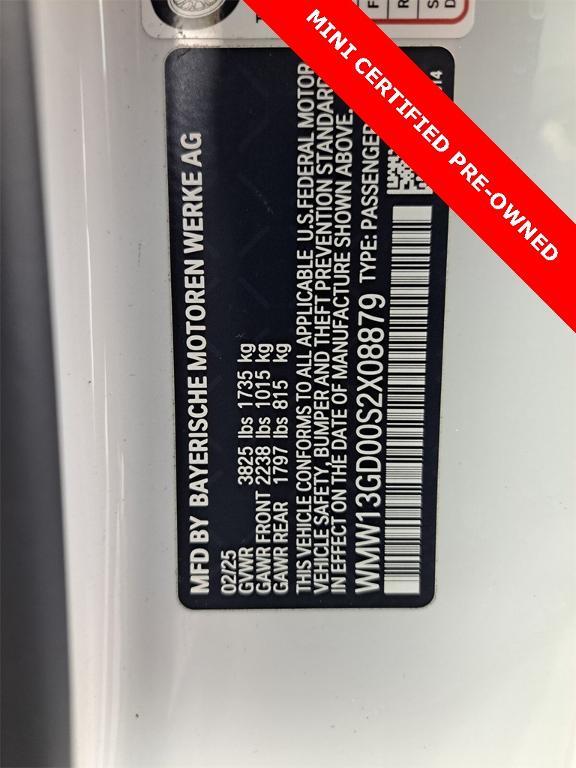 MINI CERTIFIED PRE-OWNED
MFD BY BAYERISCHE MOTOREN WERKE AG
02/25
GVWR 3825 lbs 1735 kg
GAWR FRONT 2238 lbs 1015 kg
GAWR REAR 1797 lbs 815 kg
THIS VEHICLE CONFORMS TO ALL APPLICABLE U.S.FEDERAL MOTOR
VEHICLE SAFETY, BUMPER AND THEFT PREVENTION STANDARD
IN EFFECT ON THE DATE OF MANUFACTURE SHOWN ABOVE.
WMW13GD00S2X08879 TYPE: PASSENGER